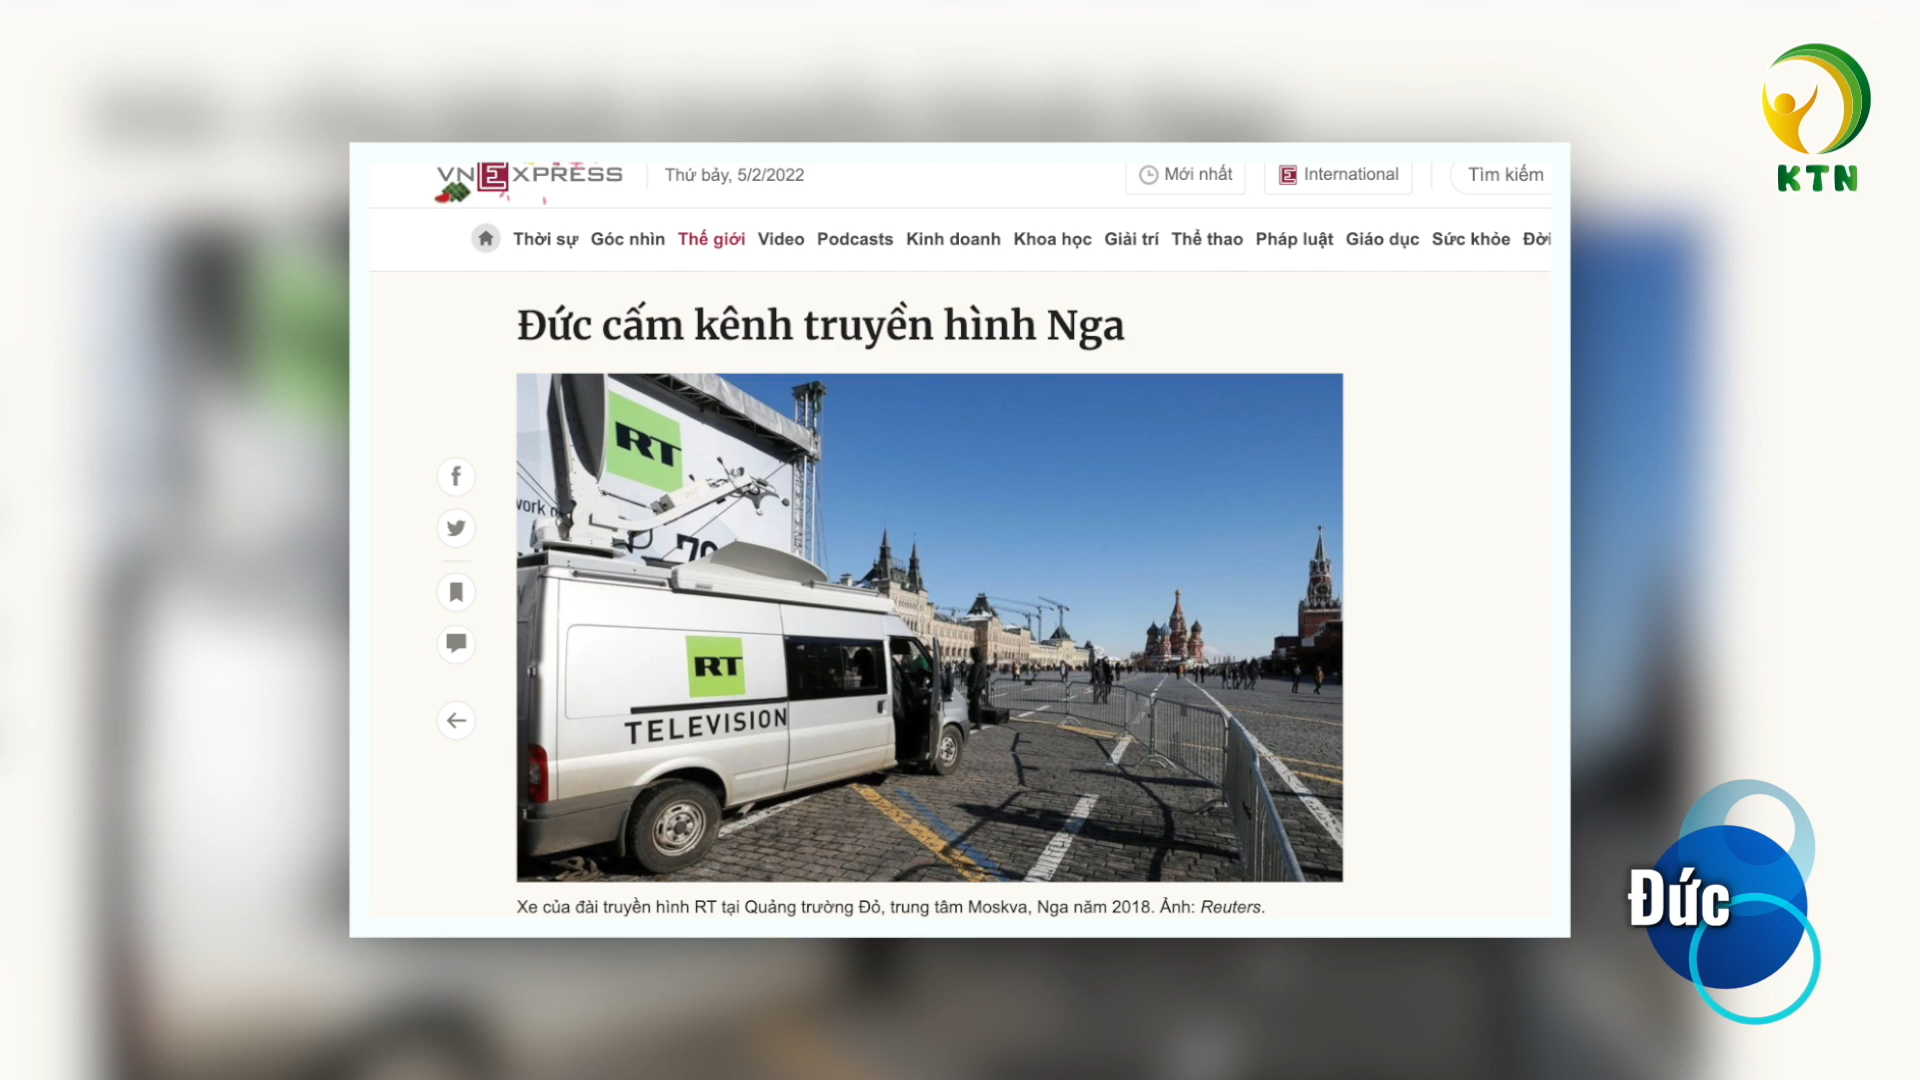 KTN
VNEXPRESS
Thứ bảy, 5/2/2022
Mới nhất
International
Tìm kiếm
Thời sự Góc nhìn Thế giới Video Podcasts Kinh doanh Khoa học Giải trí Thể thao Pháp luật Giáo dục Sức khỏe
Đức cấm kênh truyền hình Nga
RT
RT
TELEVISION
Xe của đài truyền hình RT tại Quảng trường Đỏ, trung tâm Moskva, Nga năm 2018. Ảnh: Reuters.
Đức